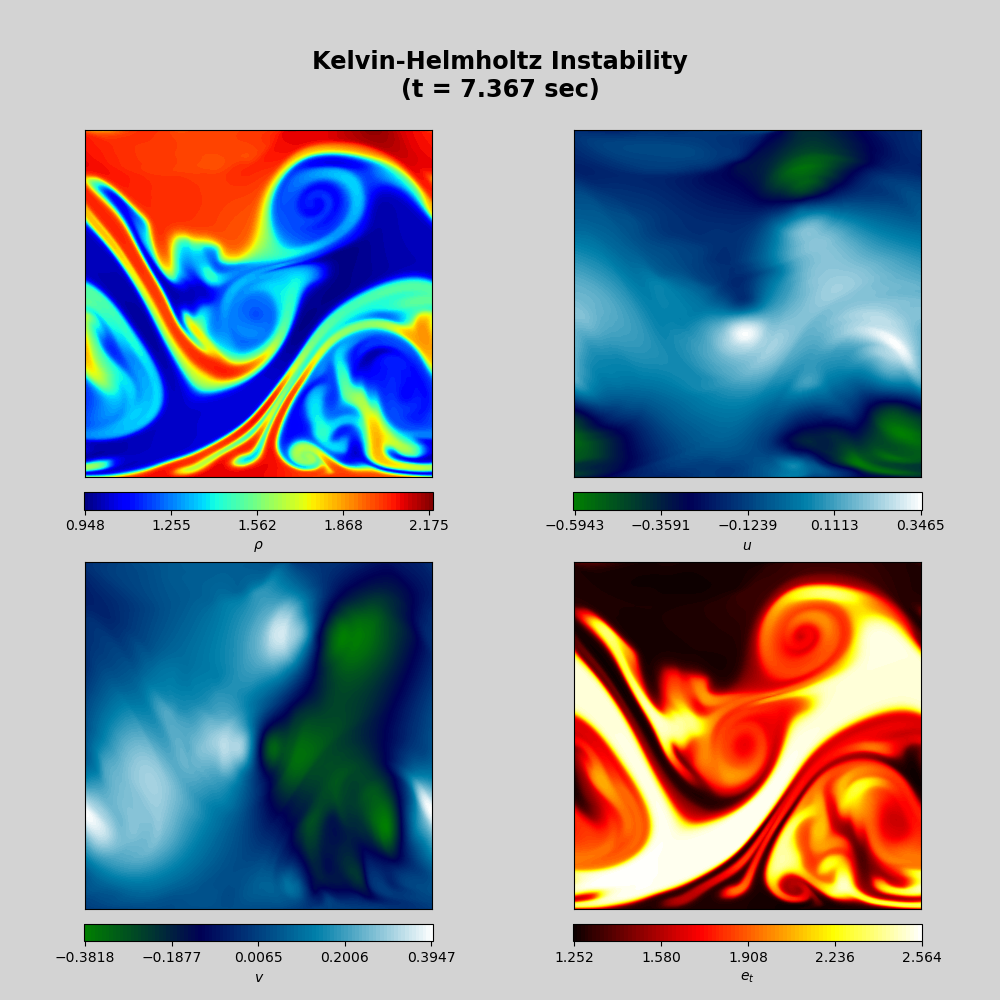 Kelvin-Helmholtz Instability
(t = 7.367 sec)
0.948 1.255 1.562 1.868 2.175
ρ
−0.5943 −0.3591 −0.1239 0.1113 0.3465
u
−0.3818 −0.1877 0.0065 0.2006 0.3947
v
1.252 1.580 1.908 2.236 2.564
eₜ